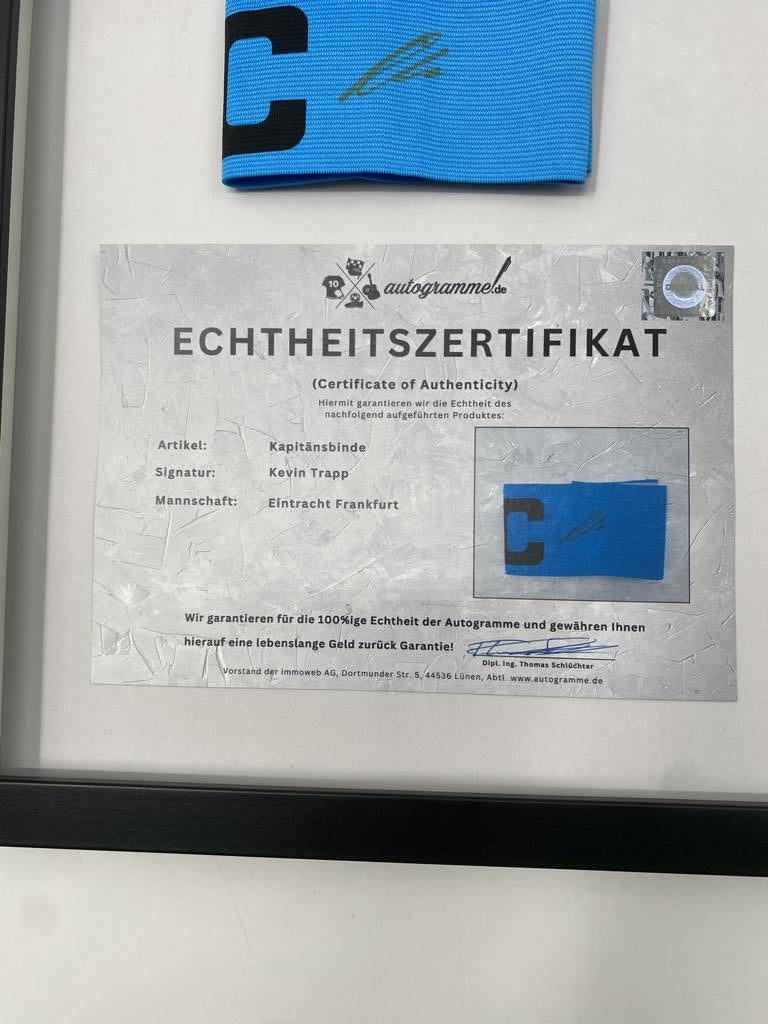 C
10
autogramme.de
ECHTHEITSZERTIFIKAT
(Certificate of Authenticity)
Hiermit garantieren wir die Echtheit des
nachfolgend aufgeführten Produktes:
Artikel: Kapitänsbinde
Signatur: Kevin Trapp
Mannschaft: Eintracht Frankfurt
C
Wir garantieren für die 100%ige Echtheit der Autogramme und gewähren Ihnen
hierauf eine lebenslange Geld zurück Garantie!
Dipl. Ing. Thomas Schlüchter
Vorstand der immoweb AG, Dortmunder Str. 5, 44536 Lünen, Abtl. www.autogramme.de